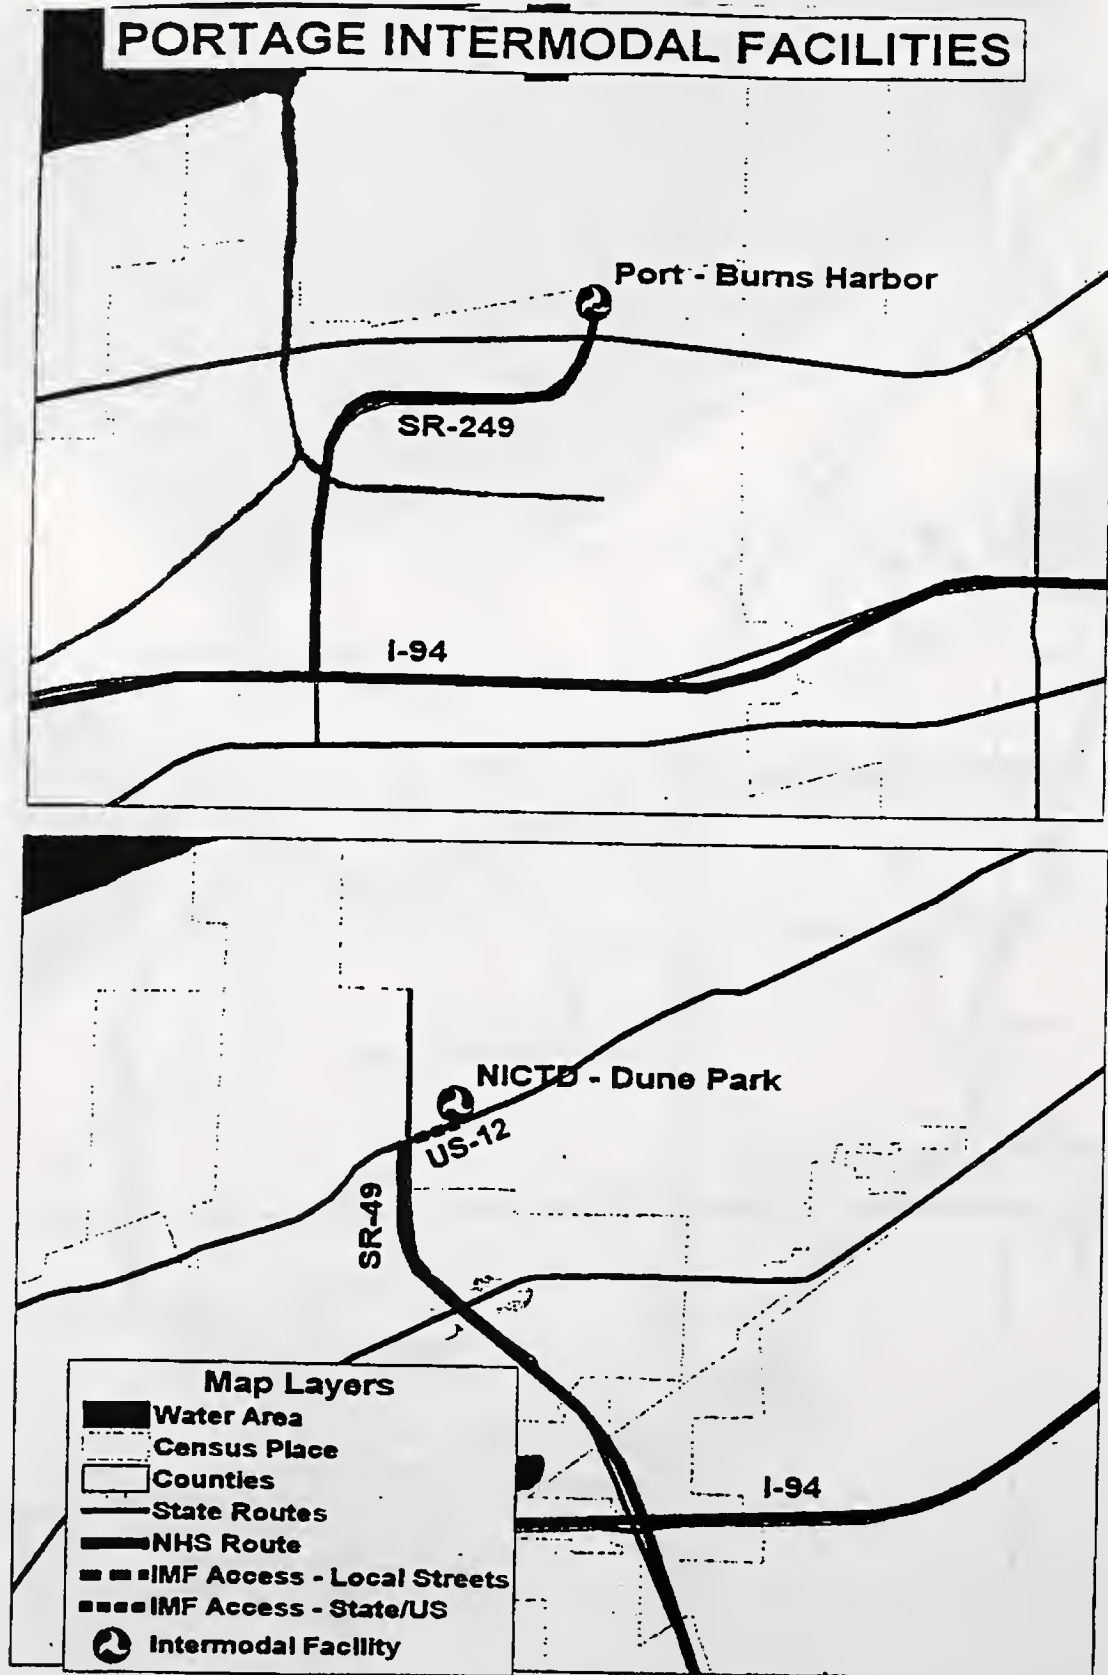 PORTAGE INTERMODAL FACILITIES
Port - Burns Harbor
SR-249
I-94
NICTD - Dune Park
US-12
SR-49
I-94
Map Layers
Water Area
Census Place
Counties
State Routes
NHS Route
IMF Access - Local Streets
IMF Access - State/US
Intermodal Facility